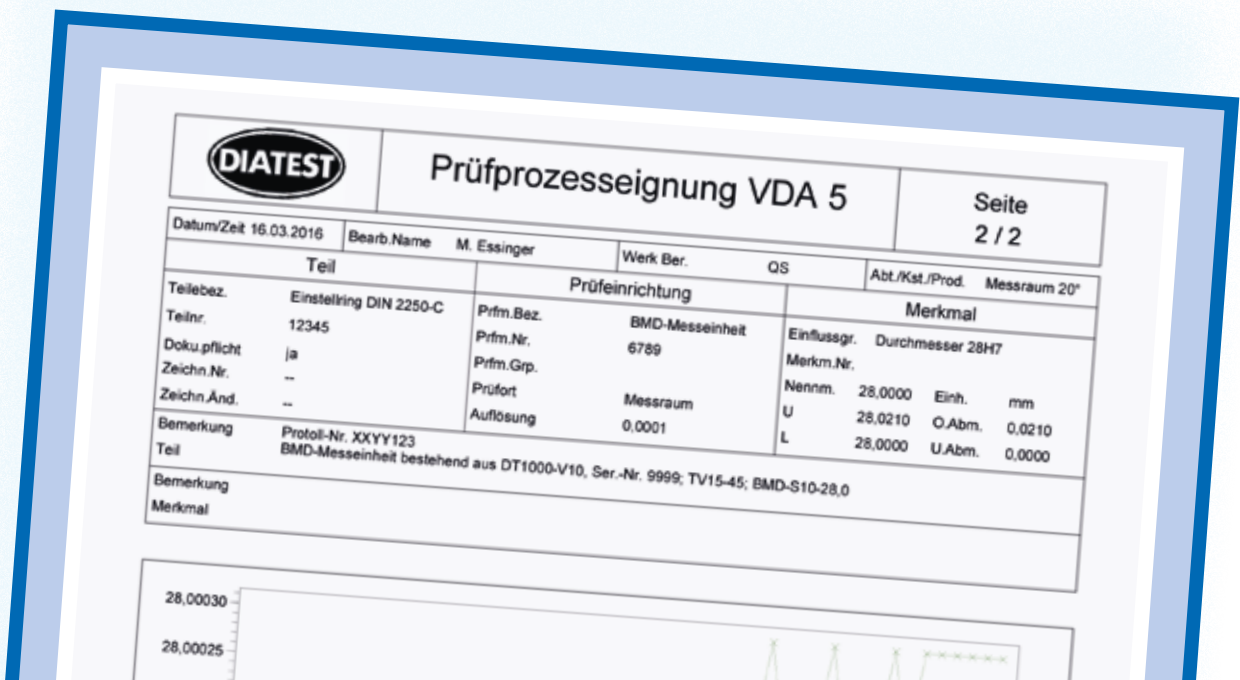 DIATEST
Prüfprozesseignung VDA 5
Seite
2 / 2
Datum/Zeit 16.03.2016 Bearb.Name M. Essinger Werk Ber. QS Abt./Kst./Prod. Messraum 20°
Teil Prüfeinrichtung Merkmal
Teilebez. Einstellring DIN 2250-C Prfm.Bez. BMD-Messeinheit Einflussgr. Durchmesser 28H7
Teilnr. 12345 Prfm.Nr. 6789 Merkm.Nr.
Doku.pflicht ja Prfm.Grp. Nennm. 28,0000 Einh. mm
Zeichn.Nr. -- Prüfort Messraum U 28,0210 O.Abm. 0,0210
Zeichn.Änd. -- Auflösung 0,0001 L 28,0000 U.Abm. 0,0000
Bemerkung Protoll-Nr. XXYY123
Teil BMD-Messeinheit bestehend aus DT1000-V10, Ser.-Nr. 9999; TV15-45; BMD-S10-28,0
Bemerkung
Merkmal
28,00030
28,00025